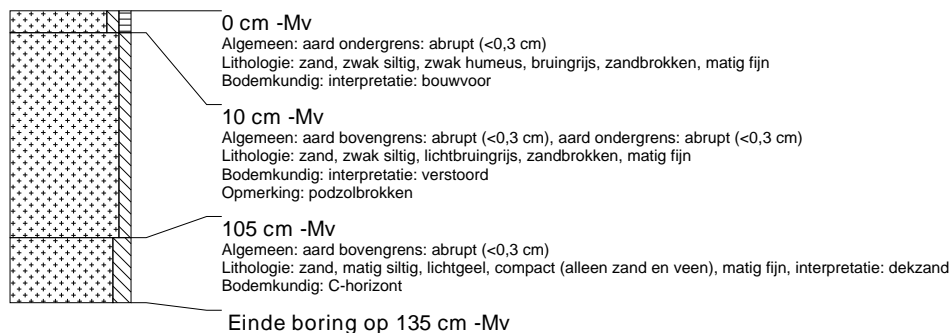 0 cm -Mv
Algemeen: aard ondergrens: abrupt (<0,3 cm)
Lithologie: zand, zwak siltig, zwak humeus, bruingrijs, zandbrokken, matig fijn
Bodemkundig: interpretatie: bouwvoor
10 cm -Mv
Algemeen: aard bovengrens: abrupt (<0,3 cm), aard ondergrens: abrupt (<0,3 cm)
Lithologie: zand, zwak siltig, lichtbruingrijs, zandbrokken, matig fijn
Bodemkundig: interpretatie: verstoord
Opmerking: podzolbrokken
105 cm -Mv
Algemeen: aard bovengrens: abrupt (<0,3 cm)
Lithologie: zand, matig siltig, lichtgeel, compact (alleen zand en veen), matig fijn, interpretatie: dekzand
Bodemkundig: C-horizont
Einde boring op 135 cm -Mv